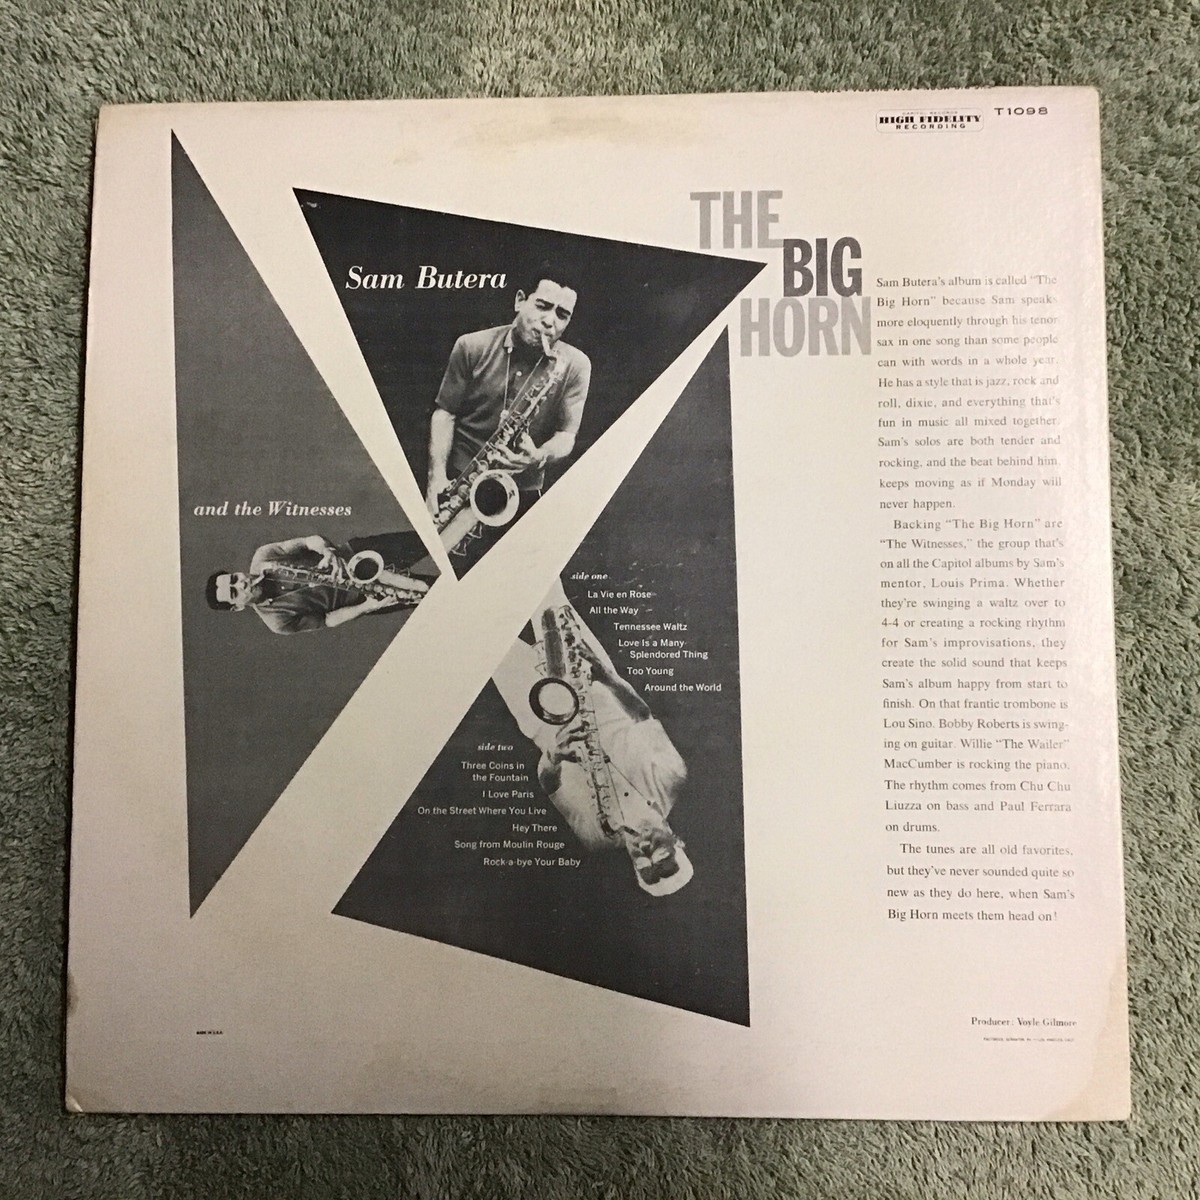 CAPITOL RECORDS
HIGH FIDELITY
RECORDING
T1098
THE
BIG
HORN
Sam Butera
and the Witnesses
side one
La Vie en Rose
All the Way
Tennessee Waltz
Love Is a Many-
Splendored Thing
Too Young
Around the World
side two
Three Coins in
the Fountain
I Love Paris
On the Street Where You Live
Hey There
Song from Moulin Rouge
Rock-a-bye Your Baby
Sam Butera's album is called "The
Big Horn" because Sam speaks
more eloquently through his tenor
sax in one song than some people
can with words in a whole year.
He has a style that is jazz, rock and
roll, dixie, and everything that's
fun in music all mixed together.
Sam's solos are both tender and
rocking, and the beat behind him
keeps moving as if Monday will
never happen.
Backing "The Big Horn" are
"The Witnesses," the group that's
on all the Capitol albums by Sam's
mentor, Louis Prima. Whether
they're swinging a waltz over to
4-4 or creating a rocking rhythm
for Sam's improvisations, they
create the solid sound that keeps
Sam's album happy from start to
finish. On that frantic trombone is
Lou Sino. Bobby Roberts is swing-
ing on guitar. Willie "The Wailer"
MacCumber is rocking the piano.
The rhythm comes from Chu Chu
Liuzza on bass and Paul Ferrara
on drums.
The tunes are all old favorites,
but they've never sounded quite so
new as they do here, when Sam's
Big Horn meets them head on!
Producer: Voyle Gilmore
MADE IN U.S.A.